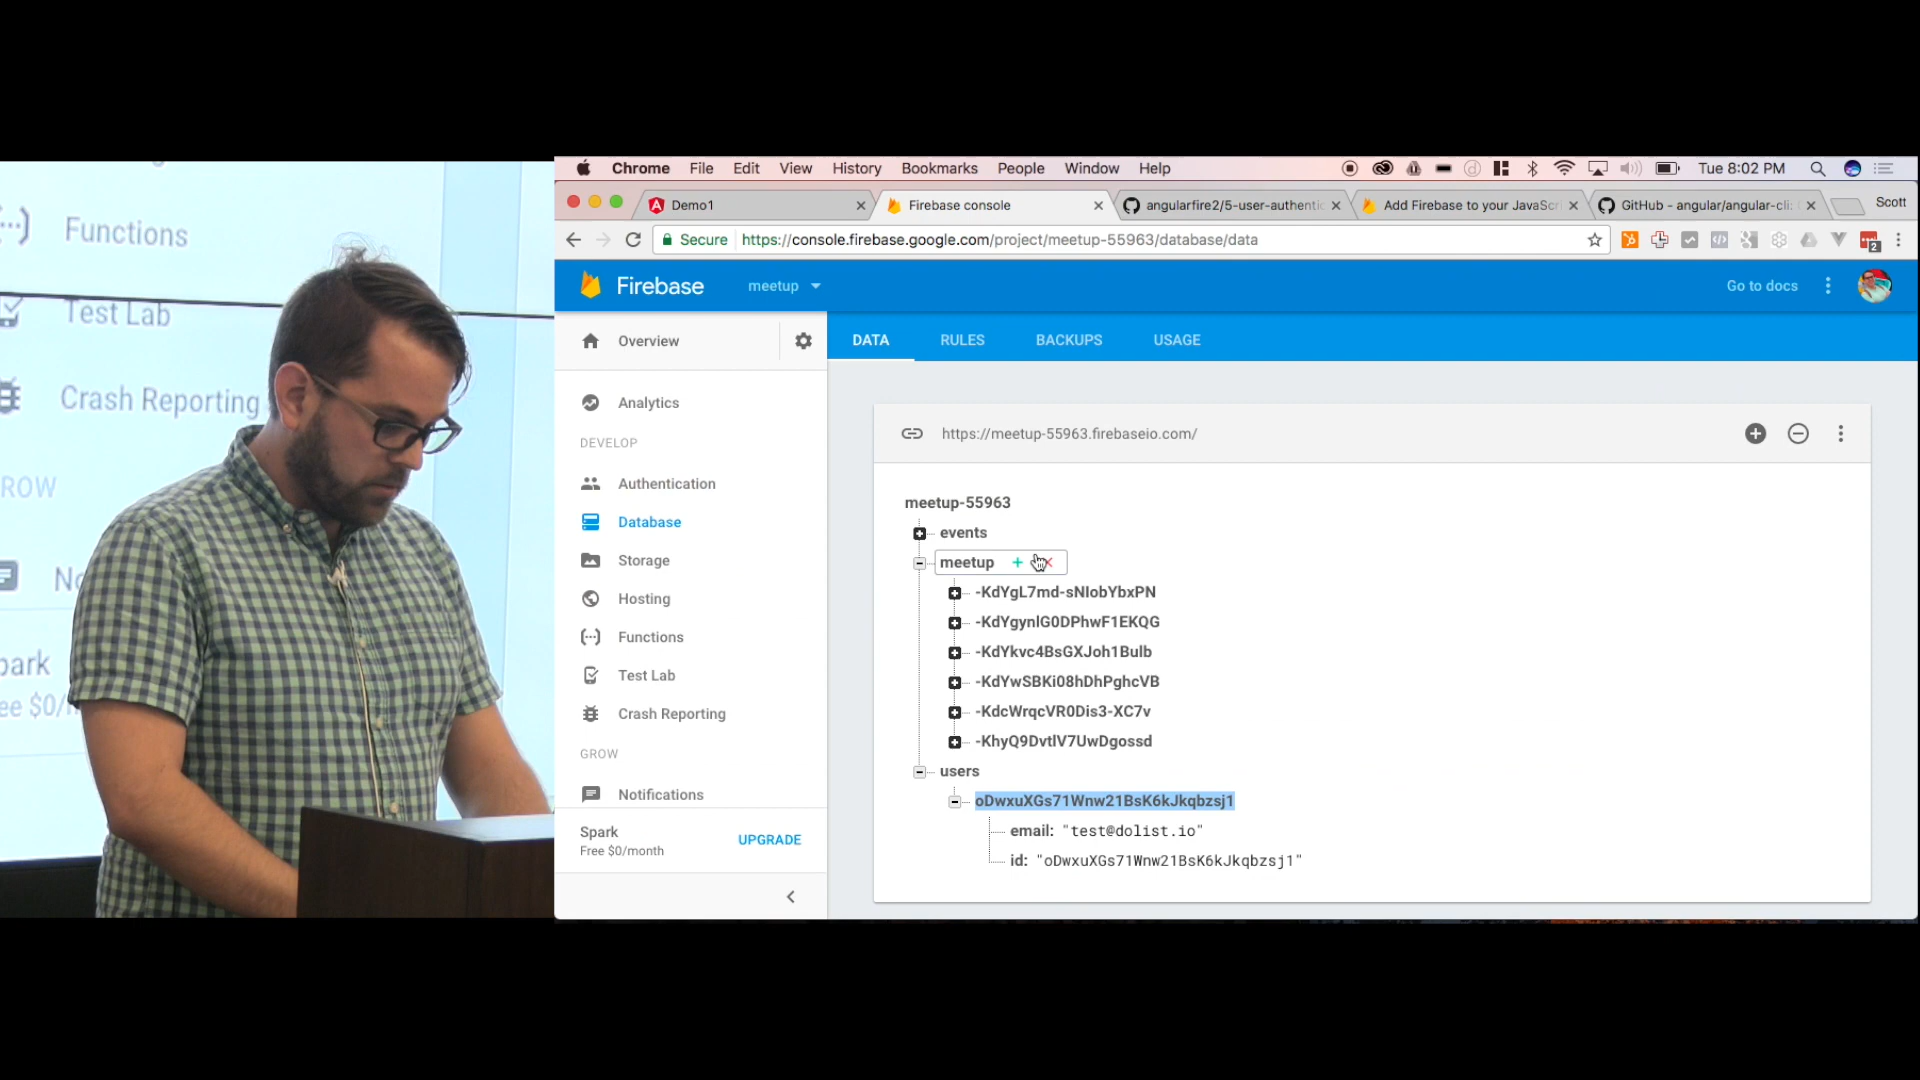 Functions
Test Lab
Crash Reporting
ROW
No
park
ee $0/
Chrome File Edit View History Bookmarks People Window Help Tue 8:02 PM
Demo1 Firebase console angularfire2/5-user-authentic Add Firebase to your JavaScr GitHub - angular/angular-cli: Scott
Secure https://console.firebase.google.com/project/meetup-55963/database/data 2
Firebase meetup Go to docs
Overview DATA RULES BACKUPS USAGE
Analytics
DEVELOP
Authentication
Database
Storage
Hosting
Functions
Test Lab
Crash Reporting
GROW
Notifications
Spark
Free $0/month
UPGRADE
https://meetup-55963.firebaseio.com/
meetup-55963
events
meetup
-KdYgL7md-sNIobYbxPN
-KdYgynlG0DPhwF1EKQG
-KdYkvc4BsGXJoh1Bulb
-KdYwSBKi08hDhPghcVB
-KdcWrqcVR0Dis3-XC7v
-KhyQ9DvtlV7UwDgossd
users
oDwxuXGs71Wnw21BsK6kJkqbzsj1
email: "test@dolist.io"
id: "oDwxuXGs71Wnw21BsK6kJkqbzsj1"